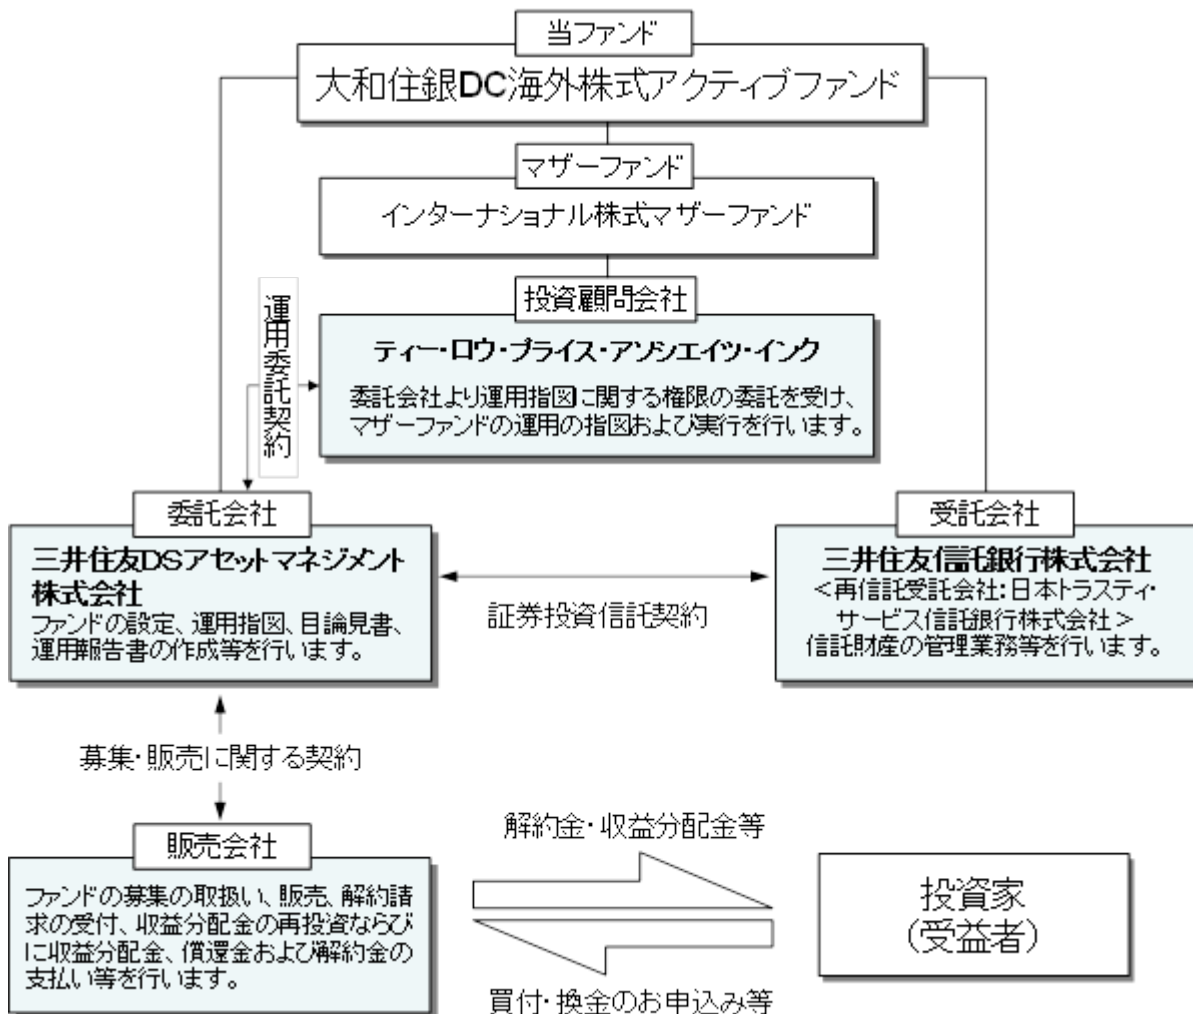 当ファンド
大和住銀DC海外株式アクティブファンド
マザーファンド
インターナショナル株式マザーファンド
投資顧問会社
ティー・ロウ・プライス・アソシエイツ・インク
委託会社より運用指図に関する権限の委託を受け、
マザーファンドの運用の指図および実行を行います。
運用委託契約
委託会社
三井住友DSアセットマネジメント
株式会社
ファンドの設定、運用指図、目論見書、
運用報告書の作成等を行います。
証券投資信託契約
受託会社
三井住友信託銀行株式会社
<再信託受託会社:日本トラスティ・
サービス信託銀行株式会社>
信託財産の管理業務等を行います。
募集・販売に関する契約
販売会社
ファンドの募集の取扱い、販売、解約請
求の受付、収益分配金の再投資ならび
に収益分配金、償還金および解約金の
支払い等を行います。
解約金・収益分配金等
買付・換金のお申込み等
投資家
(受益者)